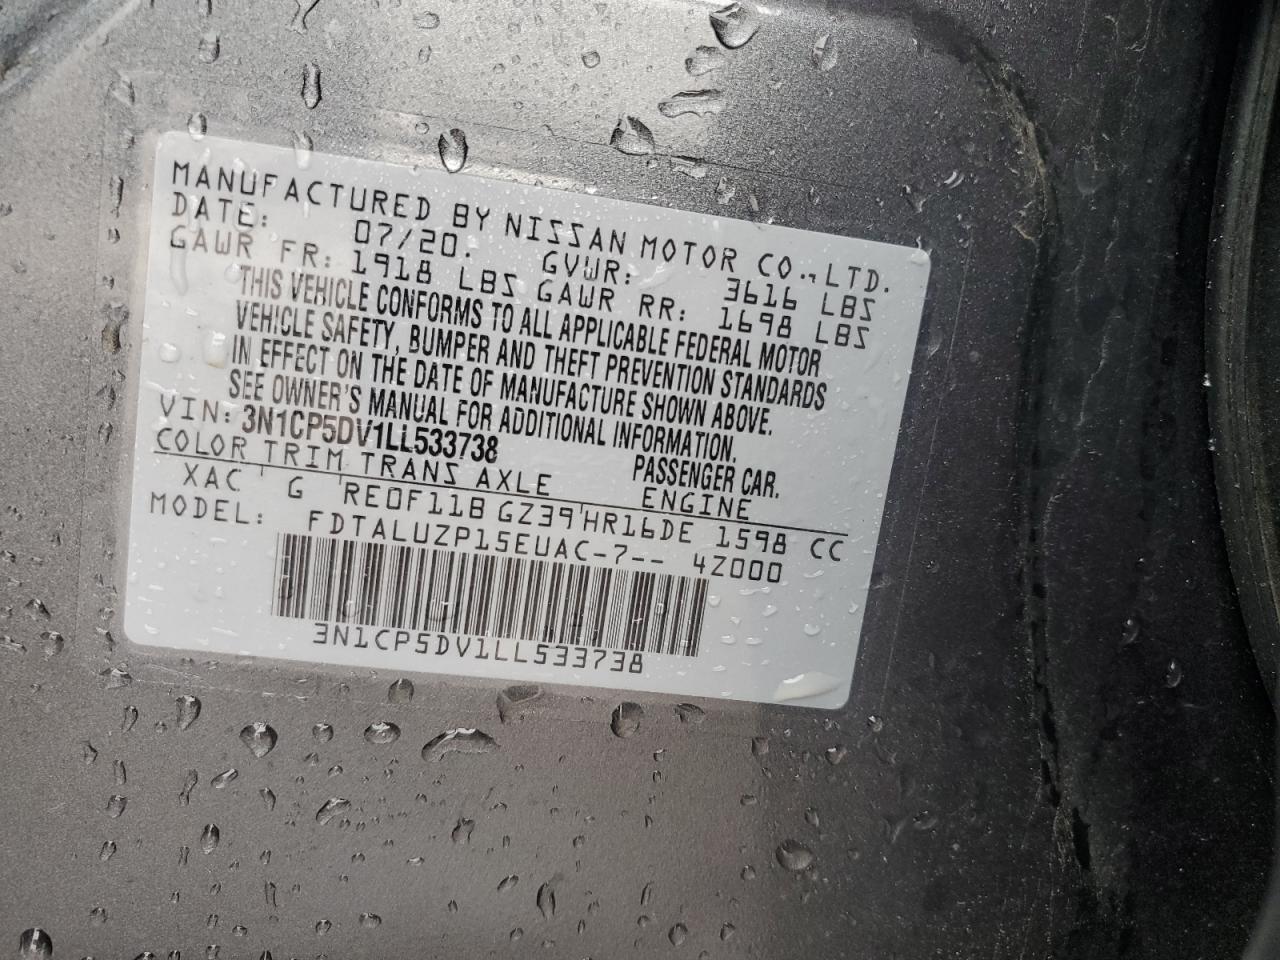 MANUFACTURED BY NISSAN MOTOR CO.,LTD.
DATE: 07/20. GVWR: 3616 LBS
GAWR FR: 1918 LBS GAWR RR: 1698 LBS
THIS VEHICLE CONFORMS TO ALL APPLICABLE FEDERAL MOTOR
VEHICLE SAFETY, BUMPER AND THEFT PREVENTION STANDARDS
IN EFFECT ON THE DATE OF MANUFACTURE SHOWN ABOVE.
SEE OWNER'S MANUAL FOR ADDITIONAL INFORMATION.
VIN: 3N1CP5DV1LL533738 PASSENGER CAR.
COLOR TRIM TRANS AXLE ENGINE
XAC G RE0F11B GZ39 HR16DE 1598 CC
MODEL: FDTALUZP15EUAC-7-- 4Z000
3N1CP5DV1LL533738